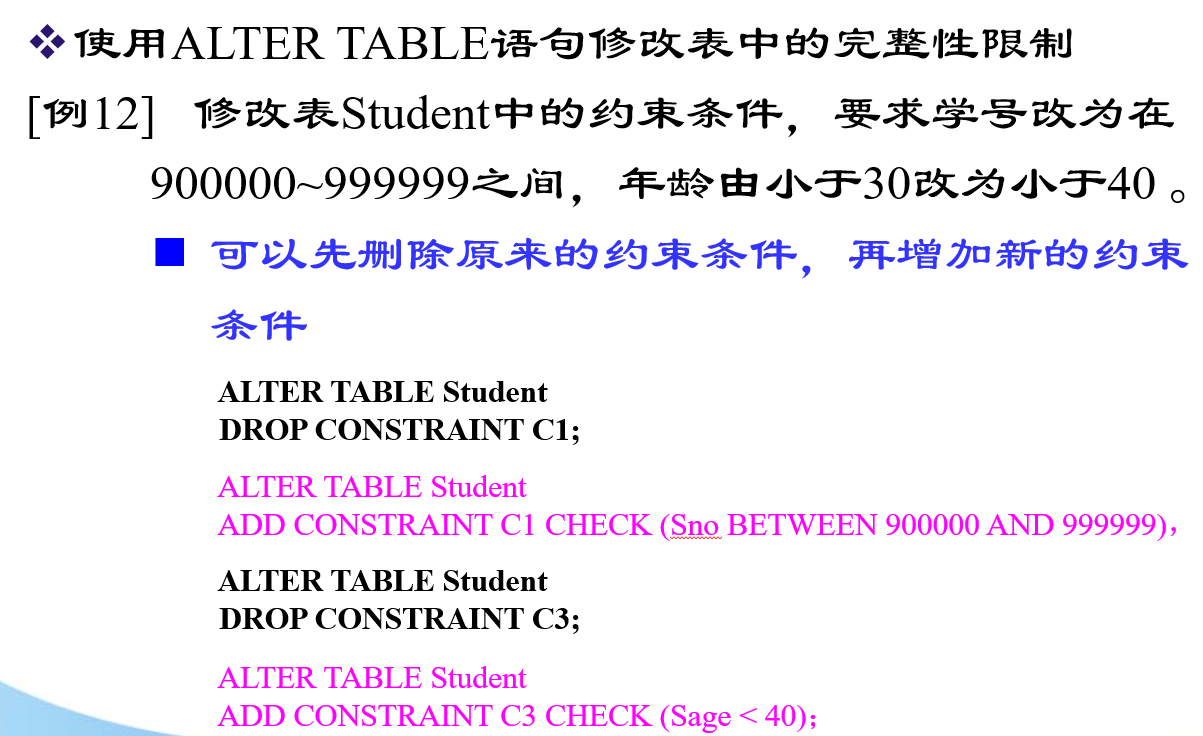 使用ALTER TABLE语句修改表中的完整性限制
[例12] 修改表Student中的约束条件，要求学号改为在
900000~999999之间，年龄由小于30改为小于40 。
可以先删除原来的约束条件，再增加新的约束
条件
ALTER TABLE Student
DROP CONSTRAINT C1；
ALTER TABLE Student
ADD CONSTRAINT C1 CHECK (Sno BETWEEN 900000 AND 999999)，
ALTER TABLE Student
DROP CONSTRAINT C3；
ALTER TABLE Student
ADD CONSTRAINT C3 CHECK (Sage < 40)；